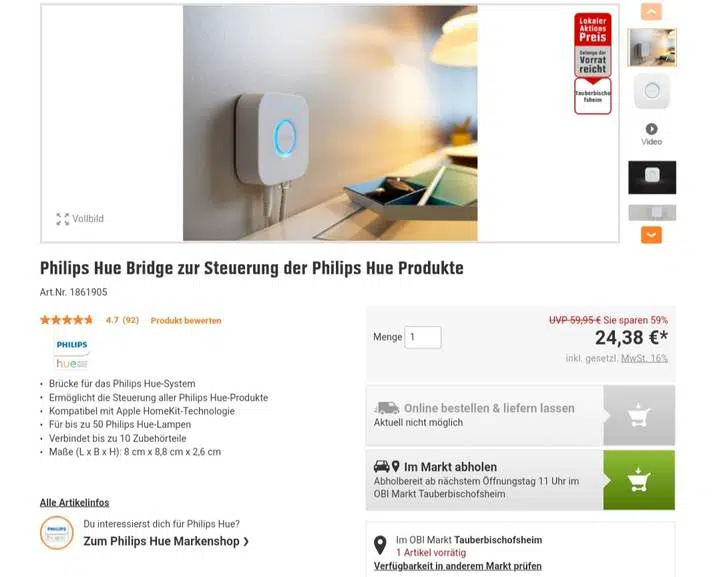 Lokaler
Aktions
Preis
Solange der
Vorrat
reicht
Tauberbischo
fsheim
Video
Vollbild
Philips Hue Bridge zur Steuerung der Philips Hue Produkte
Art.Nr. 1861905
4.7 (92) Produkt bewerten
PHILIPS
hue
• Brücke für das Philips Hue-System
• Ermöglicht die Steuerung aller Philips Hue-Produkte
• Kompatibel mit Apple HomeKit-Technologie
• Für bis zu 50 Philips Hue-Lampen
• Verbindet bis zu 10 Zubehörteile
• Maße (L x B x H): 8 cm x 8,8 cm x 2,6 cm
Alle Artikelinfos
PHILIPS
Du interessierst dich für Philips Hue?
Zum Philips Hue Markenshop
UVP 59,95 € Sie sparen 59%
Menge 1
24,38 €*
inkl. gesetzl. MwSt. 16%
Online bestellen & liefern lassen
Aktuell nicht möglich
Im Markt abholen
Abholbereit ab nächstem Öffnungstag 11 Uhr im
OBI Markt Tauberbischofsheim
Im OBI Markt Tauberbischofsheim
1 Artikel vorrätig
Verfügbarkeit in anderem Markt prüfen